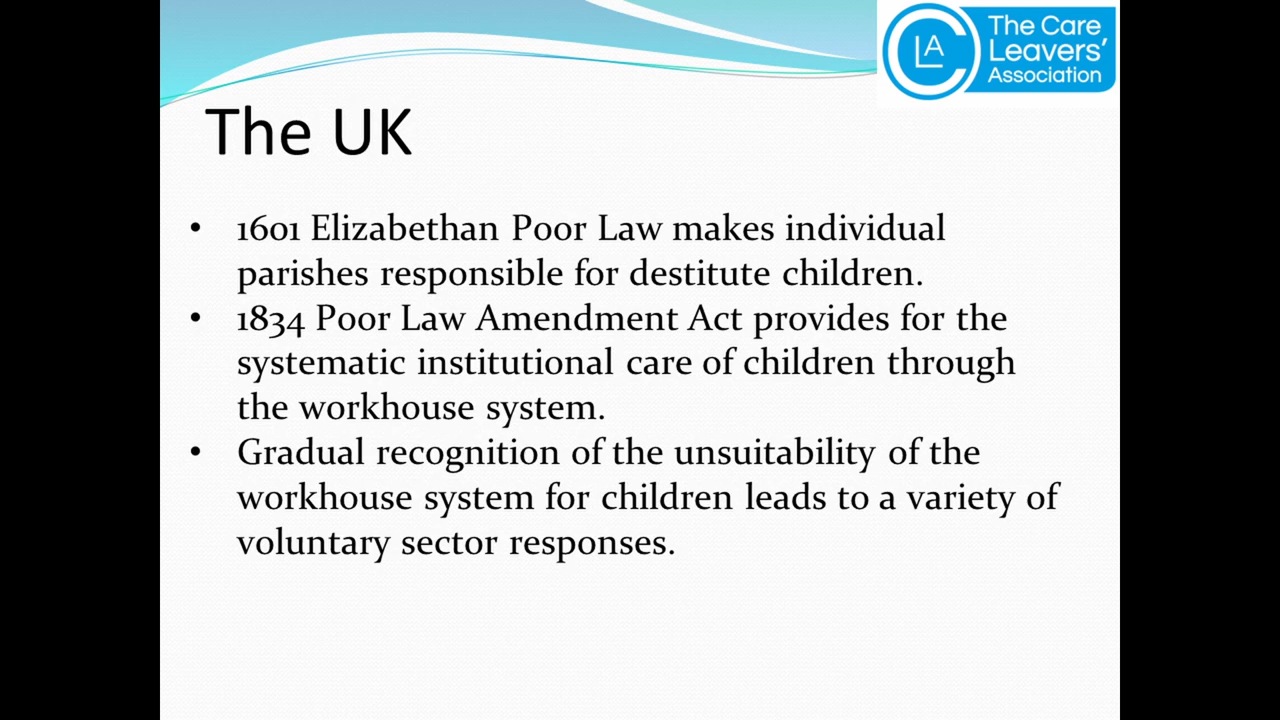 The Care
Leavers'
Association
CLA
The UK
• 1601 Elizabethan Poor Law makes individual
parishes responsible for destitute children.
• 1834 Poor Law Amendment Act provides for the
systematic institutional care of children through
the workhouse system.
• Gradual recognition of the unsuitability of the
workhouse system for children leads to a variety of
voluntary sector responses.